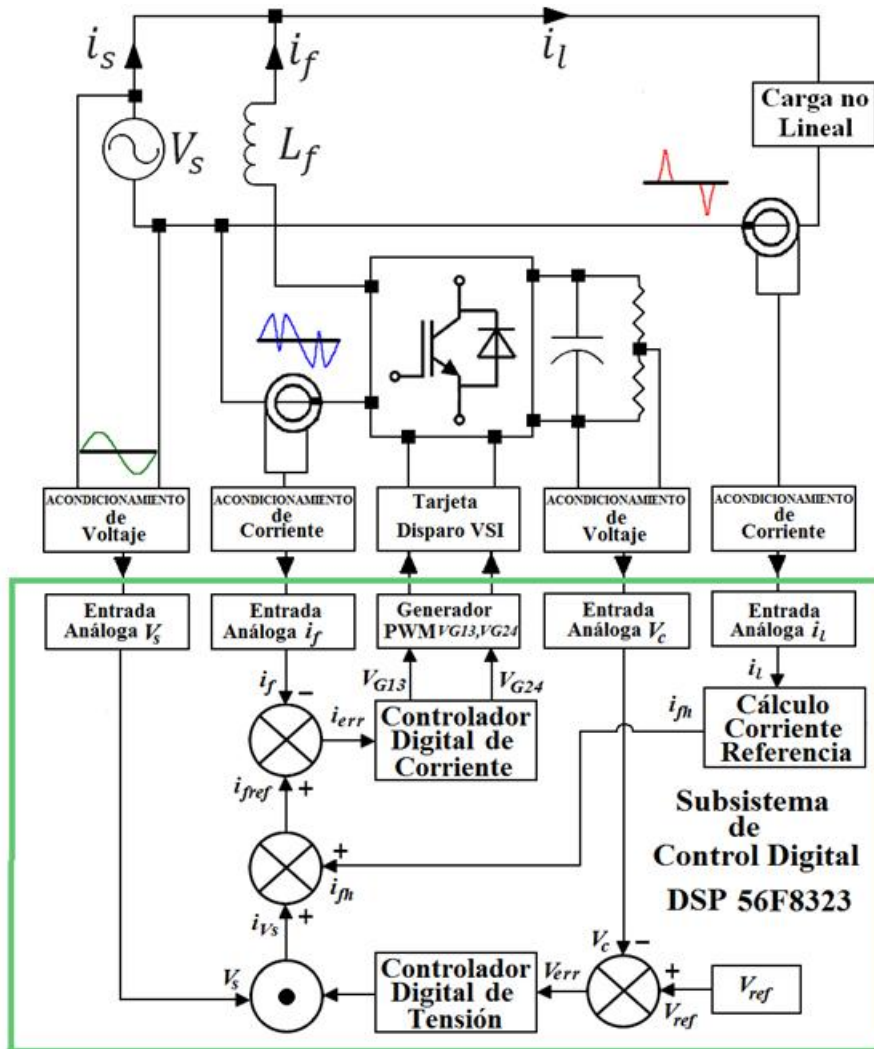 i_s
i_f
i_l
V_s
L_f
Carga no
Lineal
ACONDICIONAMIENTO
de
Voltaje
ACONDICIONAMIENTO
de
Corriente
Tarjeta
Disparo VSI
ACONDICIONAMIENTO
de
Voltaje
ACONDICIONAMIENTO
de
Corriente
Entrada
Análoga V_s
Entrada
Análoga i_f
Generador
PWM VG13,VG24
Entrada
Análoga V_c
Entrada
Análoga i_l
i_f
−
V_G13
V_G24
i_l
i_err
Controlador
Digital de
Corriente
i_fh
Cálculo
Corriente
Referencia
i_fref
+
Subsistema
de
Control Digital
DSP 56F8323
+
i_fh
i_Vs
+
V_s
Controlador
Digital de
Tensión
V_err
V_c
−
+
V_ref
V_ref